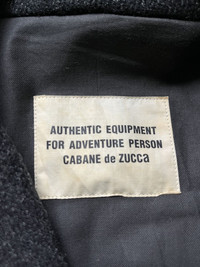 AUTHENTIC EQUIPMENT
FOR ADVENTURE PERSON
CABANE de ZUCCa